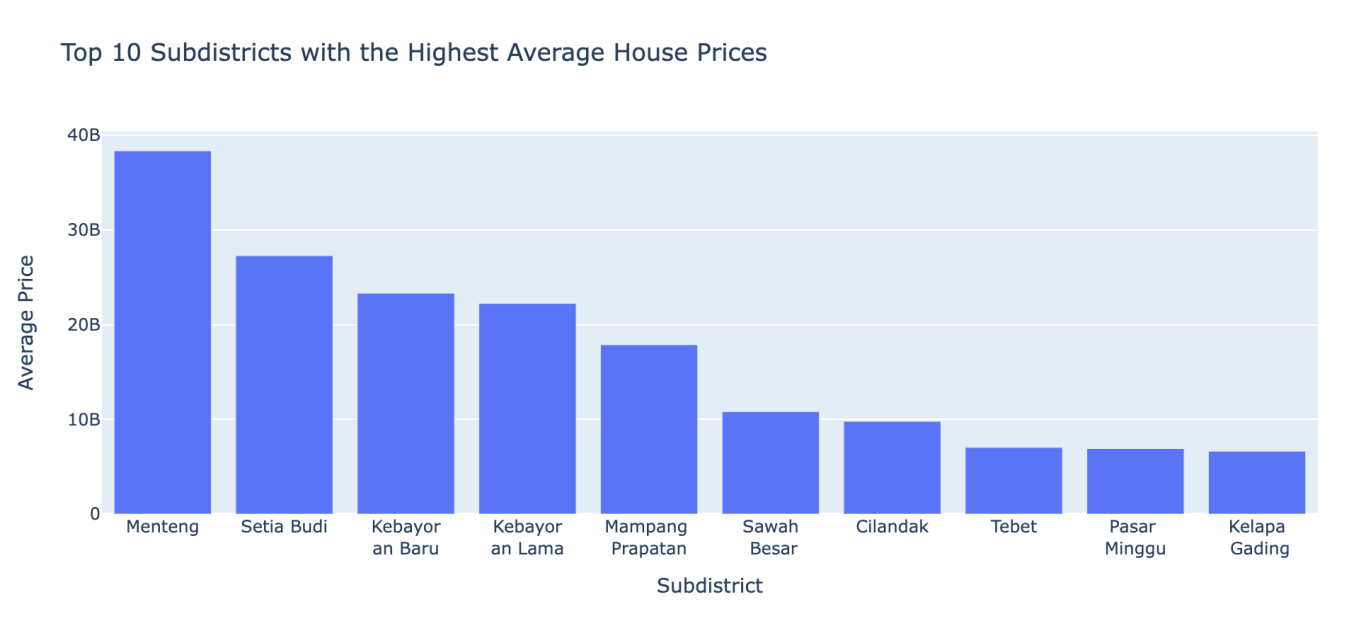 Top 10 Subdistricts with the Highest Average House Prices
40B
30B
20B
10B
0
Average Price
Menteng
Setia Budi
Kebayor
an Baru
Kebayor
an Lama
Mampang
Prapatan
Sawah
Besar
Cilandak
Tebet
Pasar
Minggu
Kelapa
Gading
Subdistrict